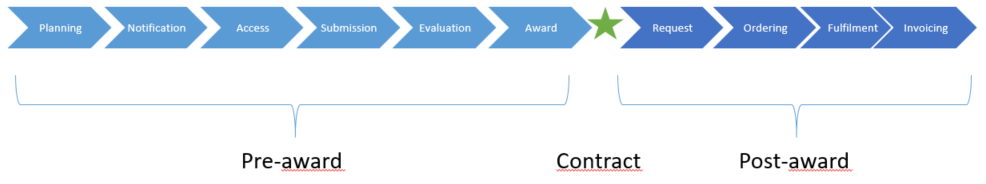 Planning Notification Access Submission Evaluation Award Request Ordering Fulfilment Invoicing
Pre-award Contract Post-award